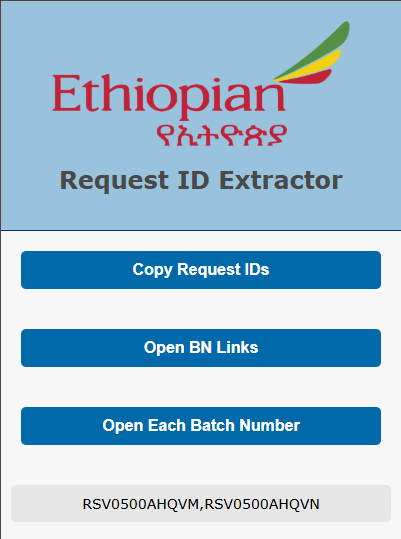 Ethiopian
የኢትዮጵያ
Request ID Extractor
Copy Request IDs
Open BN Links
Open Each Batch Number
RSV0500AHQVM,RSV0500AHQVN